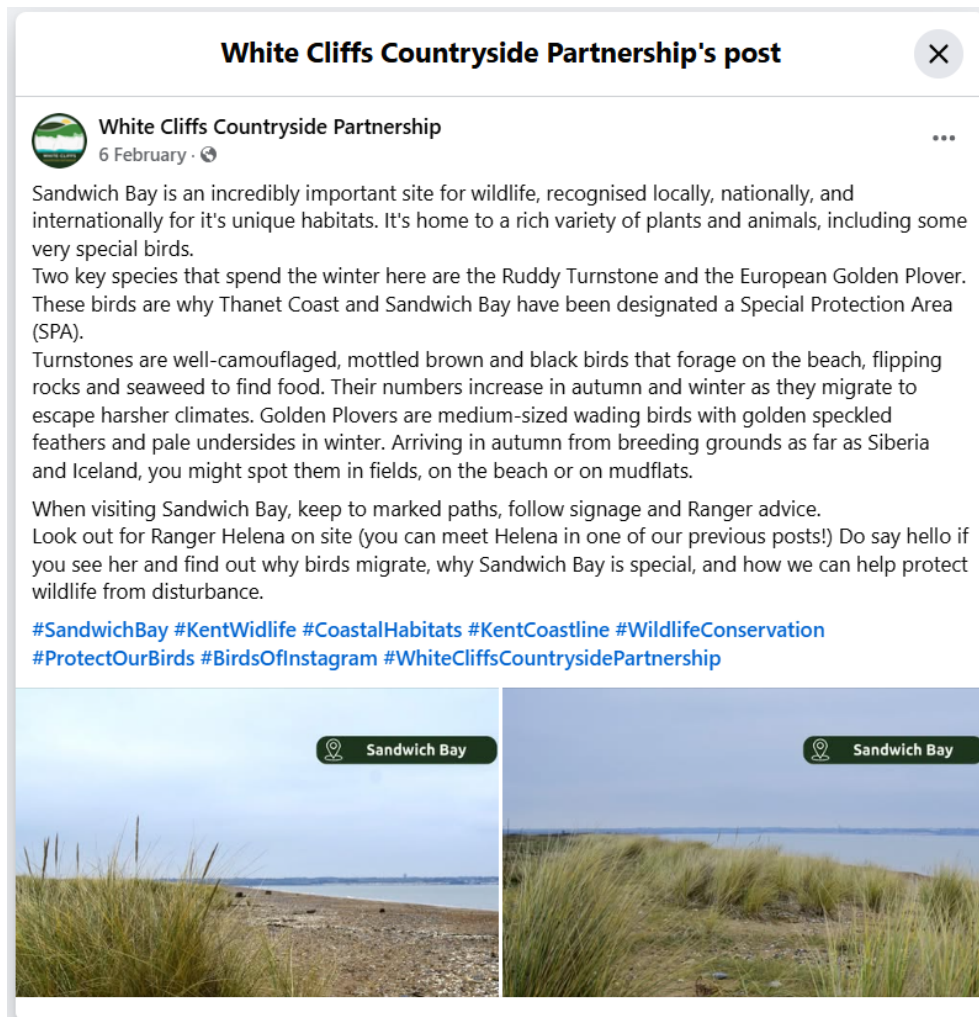 White Cliffs Countryside Partnership's post
White Cliffs Countryside Partnership
6 February ·
Sandwich Bay is an incredibly important site for wildlife, recognised locally, nationally, and
internationally for it's unique habitats. It's home to a rich variety of plants and animals, including some
very special birds.
Two key species that spend the winter here are the Ruddy Turnstone and the European Golden Plover.
These birds are why Thanet Coast and Sandwich Bay have been designated a Special Protection Area
(SPA).
Turnstones are well-camouflaged, mottled brown and black birds that forage on the beach, flipping
rocks and seaweed to find food. Their numbers increase in autumn and winter as they migrate to
escape harsher climates. Golden Plovers are medium-sized wading birds with golden speckled
feathers and pale undersides in winter. Arriving in autumn from breeding grounds as far as Siberia
and Iceland, you might spot them in fields, on the beach or on mudflats.
When visiting Sandwich Bay, keep to marked paths, follow signage and Ranger advice.
Look out for Ranger Helena on site (you can meet Helena in one of our previous posts!) Do say hello if
you see her and find out why birds migrate, why Sandwich Bay is special, and how we can help protect
wildlife from disturbance.
#SandwichBay #KentWidlife #CoastalHabitats #KentCoastline #WildlifeConservation
#ProtectOurBirds #BirdsOfInstagram #WhiteCliffsCountrysidePartnership
Sandwich Bay
Sandwich Bay